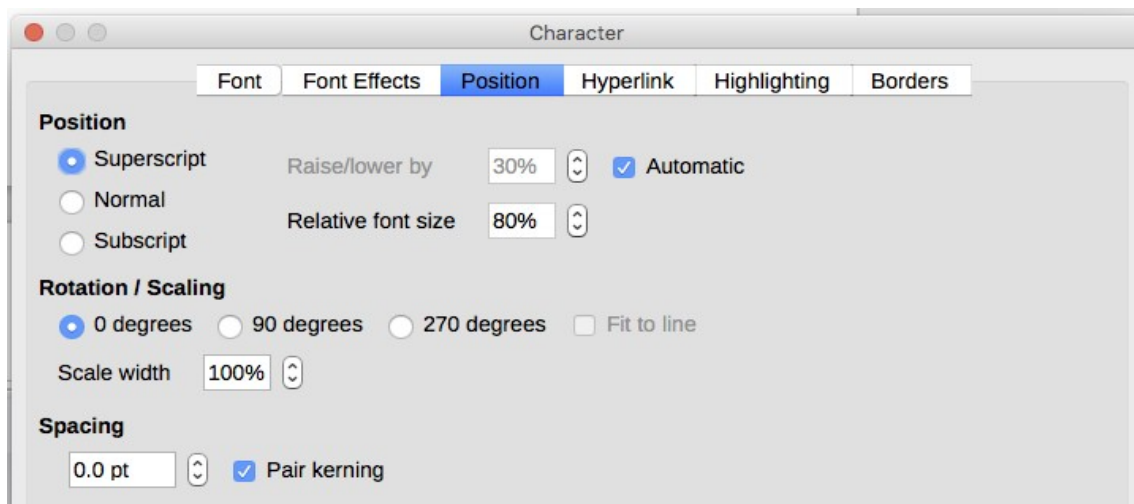 Character
Font Font Effects Position Hyperlink Highlighting Borders
Position
Superscript Raise/lower by 30% Automatic
Normal
Relative font size 80%
Subscript
Rotation / Scaling
0 degrees 90 degrees 270 degrees Fit to line
Scale width 100%
Spacing
0.0 pt Pair kerning